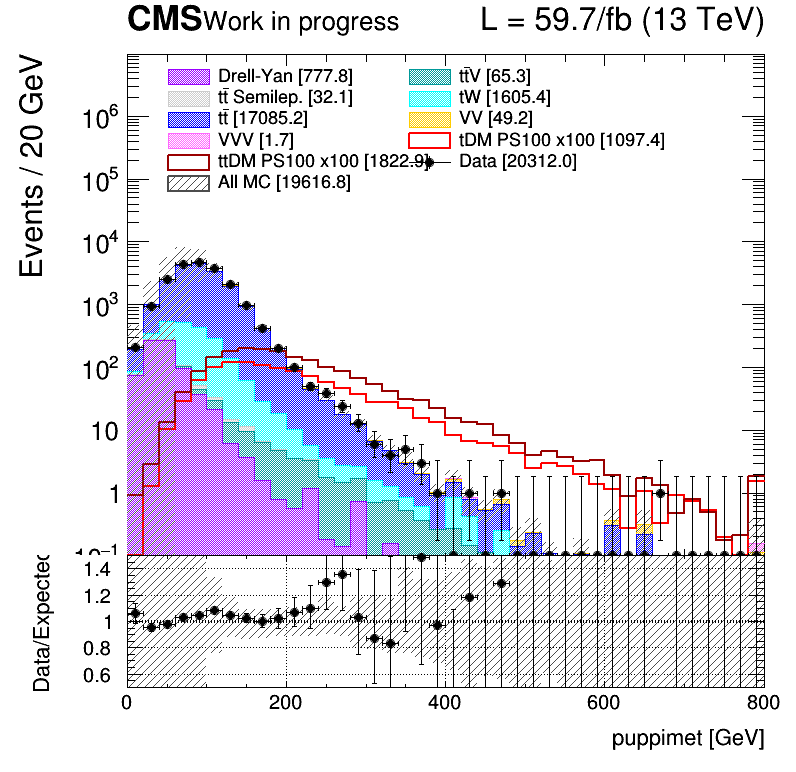 CMS Work in progress L = 59.7/fb (13 TeV)
Events / 20 GeV
Drell-Yan [777.8] tt̄V [65.3]
tt̄ Semilep. [32.1] tW [1605.4]
tt̄ [17085.2] VV [49.2]
VVV [1.7] tDM PS100 x100 [1097.4]
ttDM PS100 x100 [1822.9] Data [20312.0]
All MC [19616.8]
10⁶
10⁵
10⁴
10³
10²
10
1
10⁻¹
Data/Expected
1.4
1.2
1
0.8
0.6
0 200 400 600 800
puppimet [GeV]